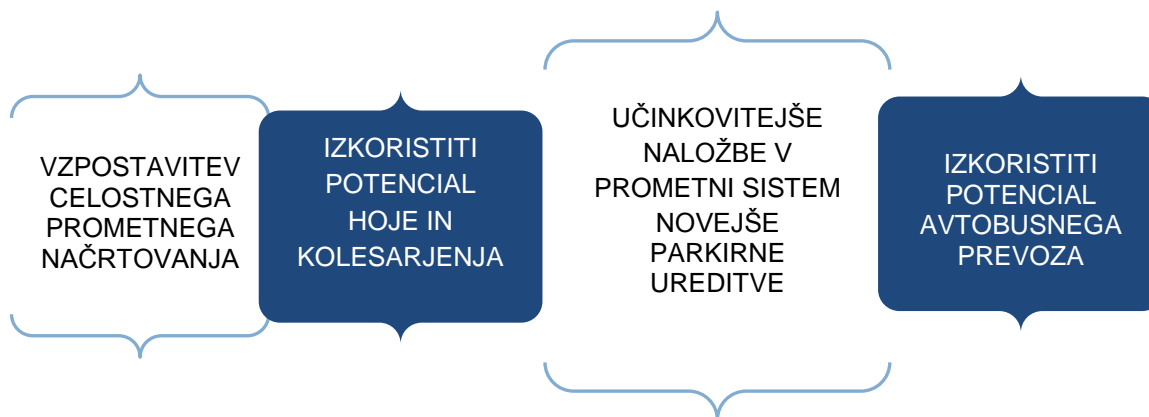 VZPOSTAVITEV
CELOSTNEGA
PROMETNEGA
NAČRTOVANJA
IZKORISTITI
POTENCIAL
HOJE IN
KOLESARJENJA
UČINKOVITEJŠE
NALOŽBE V
PROMETNI SISTEM
NOVEJŠE
PARKIRNE
UREDITVE
IZKORISTITI
POTENCIAL
AVTOBUSNEGA
PREVOZA